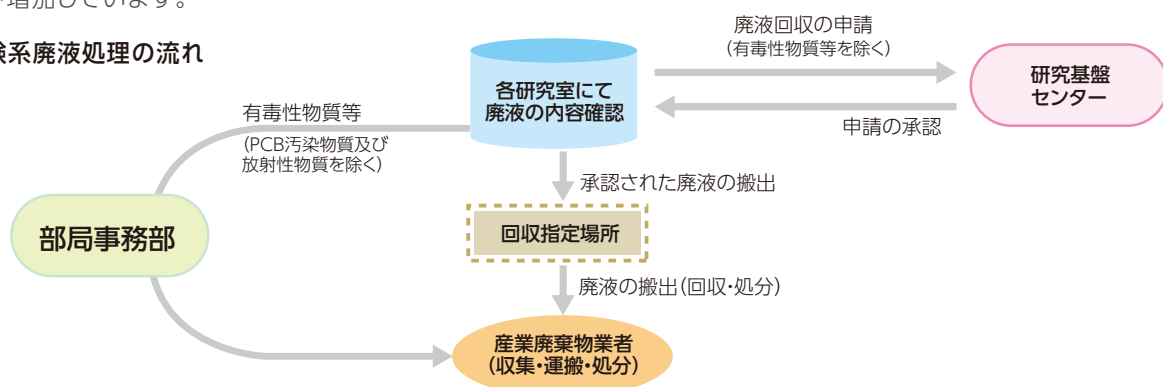 増加しています。
験系廃液処理の流れ
廃液回収の申請
(有毒性物質等を除く)
各研究室にて
廃液の内容確認
研究基盤
センター
申請の承認
有毒性物質等
(PCB汚染物質及び
放射性物質を除く)
承認された廃液の搬出
部局事務部
回収指定場所
廃液の搬出(回収・処分)
産業廃棄物業者
(収集・運搬・処分)